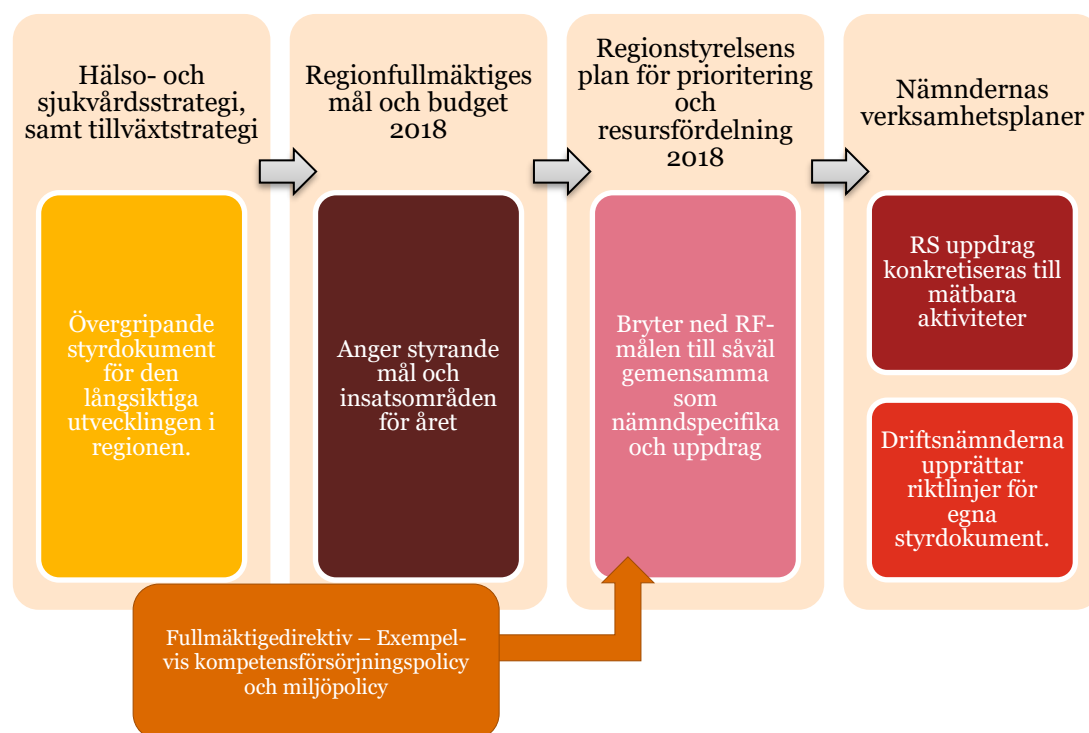 Hälso- och
sjukvårdsstrategi,
samt tillväxtstrategi
Övergripande
styrdokument
för den
långsiktiga
utvecklingen i
regionen.
Regionfullmäktiges
mål och budget
2018
Anger styrande
mål och
insatsområden
för året
Regionstyrelsens
plan för prioritering
och
resursfördelning
2018
Bryter ned RF-
målen till såväl
gemensamma
som
nämndspecifika
och uppdrag
Nämndernas
verksamhetsplaner
RS uppdrag
konkretiseras till
mätbara
aktiviteter
Driftsnämnderna
upprättar
riktlinjer för
egna
styrdokument.
Fullmäktigedirektiv – Exempel-
vis kompetensförsörjningspolicy
och miljöpolicy